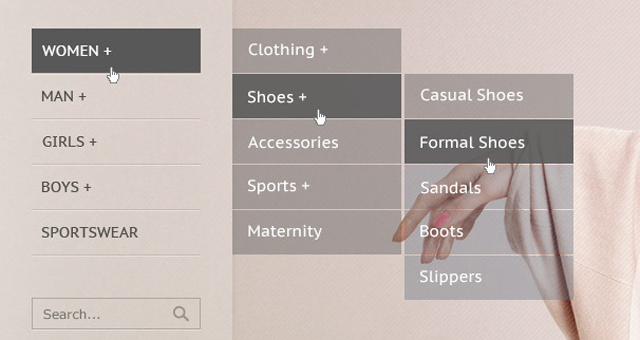 WOMEN +
MAN +
GIRLS +
BOYS +
SPORTSWEAR
Search...
Clothing +
Shoes +
Accessories
Sports +
Maternity
Casual Shoes
Formal Shoes
Sandals
Boots
Slippers